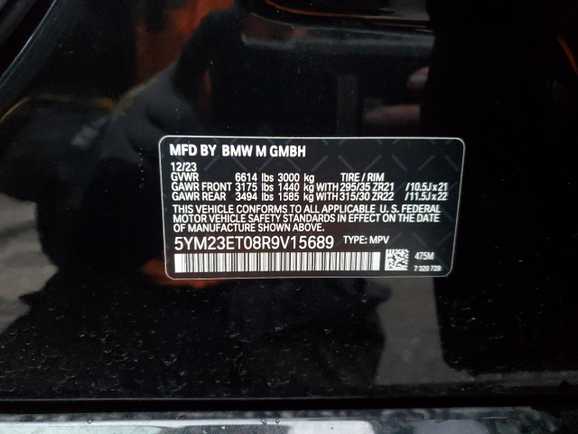 MFD BY BMW M GMBH
12/23
GVWR 6614 lbs 3000 kg TIRE / RIM
GAWR FRONT 3175 lbs 1440 kg WITH 295/35 ZR21 /10.5J x 21
GAWR REAR 3494 lbs 1585 kg WITH 315/30 ZR22 /11.5J x 22
THIS VEHICLE CONFORMS TO ALL APPLICABLE U. S. FEDERAL
MOTOR VEHICLE SAFETY STANDARDS IN EFFECT ON THE DATE
OF MANUFACTURE SHOWN ABOVE.
5YM23ET08R9V15689 TYPE: MPV
475M
7 320 729